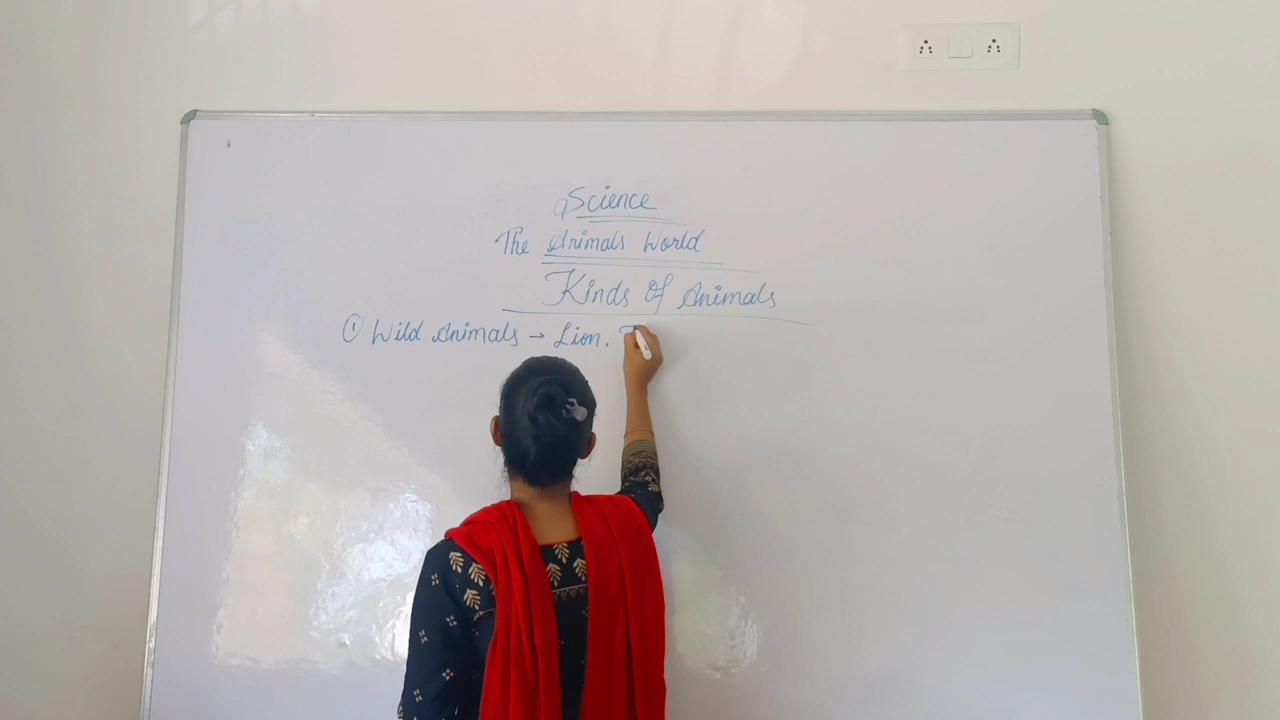 Science
The Animals World
Kinds Of Animals
① Wild Animals → Lion. T